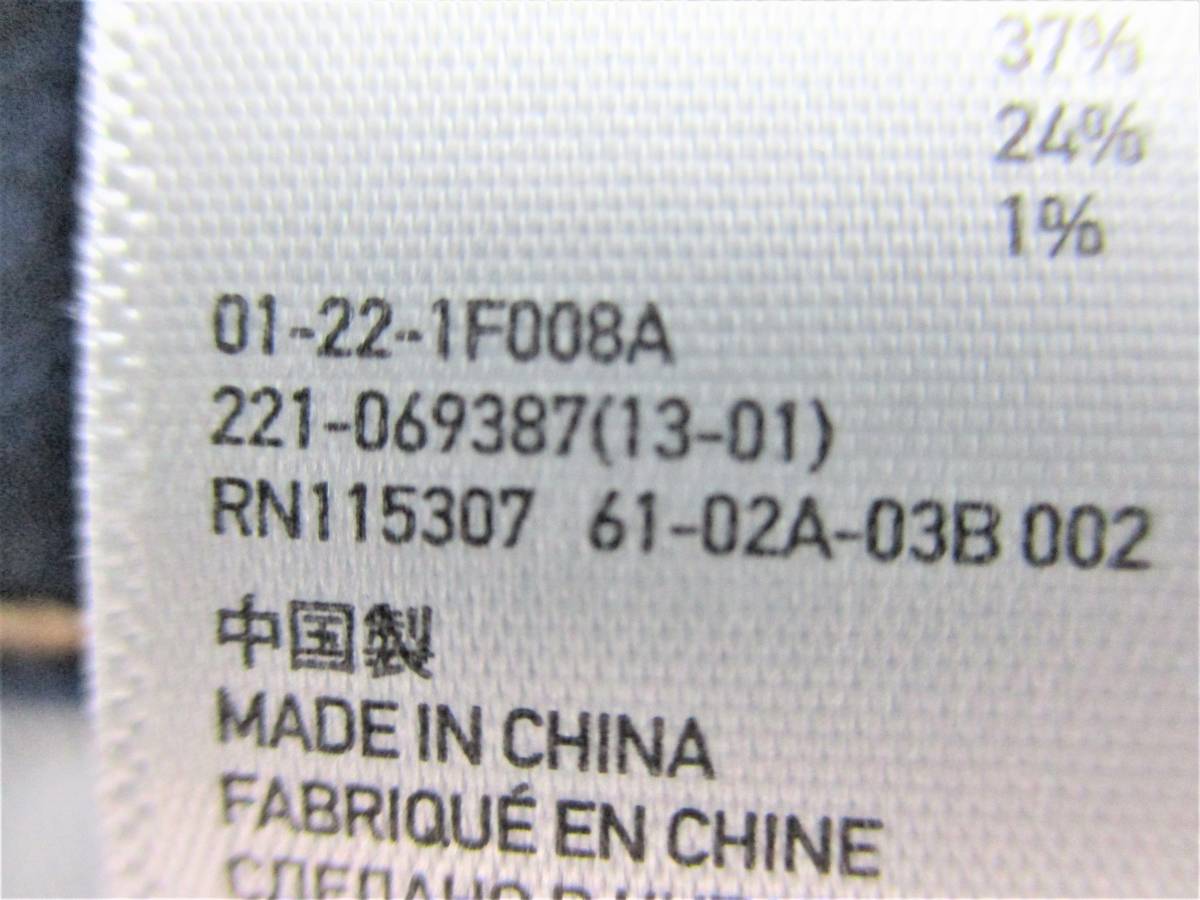 37%
24%
1%
01-22-1F008A
221-069387(13-01)
RN115307 61-02A-03B 002
中国製
MADE IN CHINA
FABRIQUÉ EN CHINE
СДЕЛАНО В